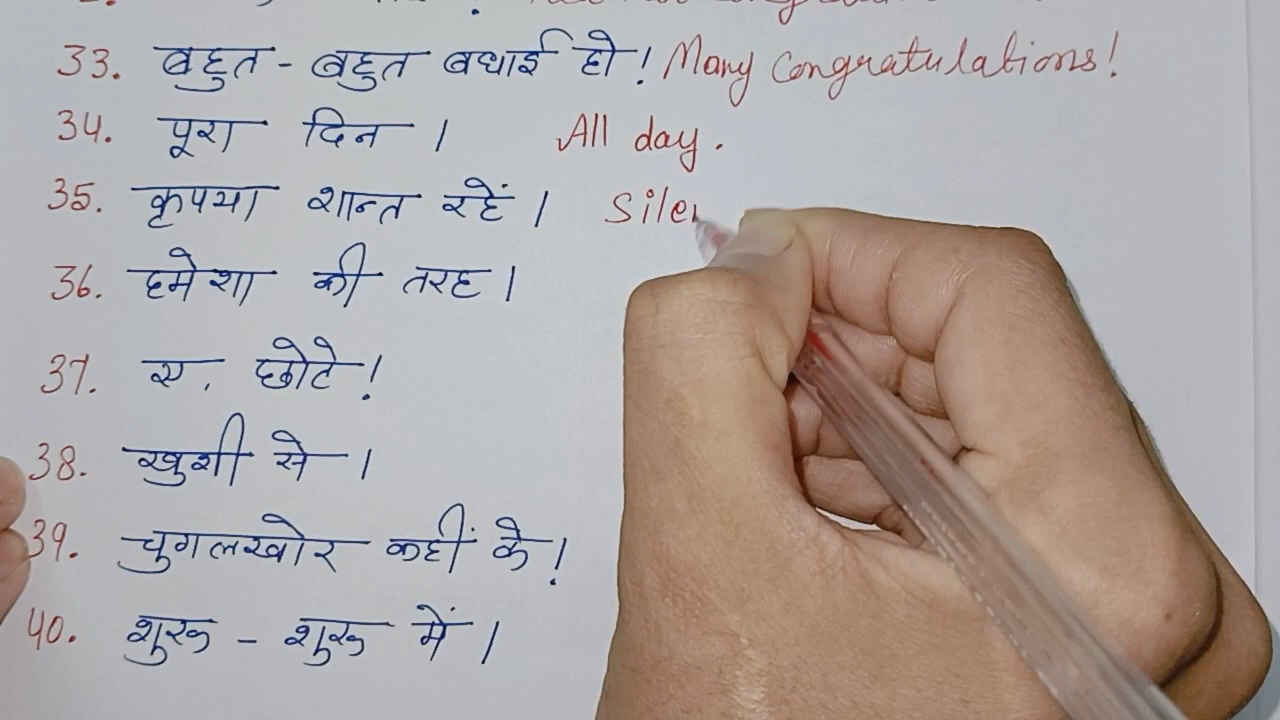 33. बहुत - बहुत बधाई हो ! Many Congratulations!
34. पूरा दिन । All day.
35. कृपया शान्त रहें । Silen
36. हमेशा की तरह ।
37. ए, छोटे !
38. खुशी से ।
39. चुगलखोर कहीं के !
40. शुरू - शुरू में ।